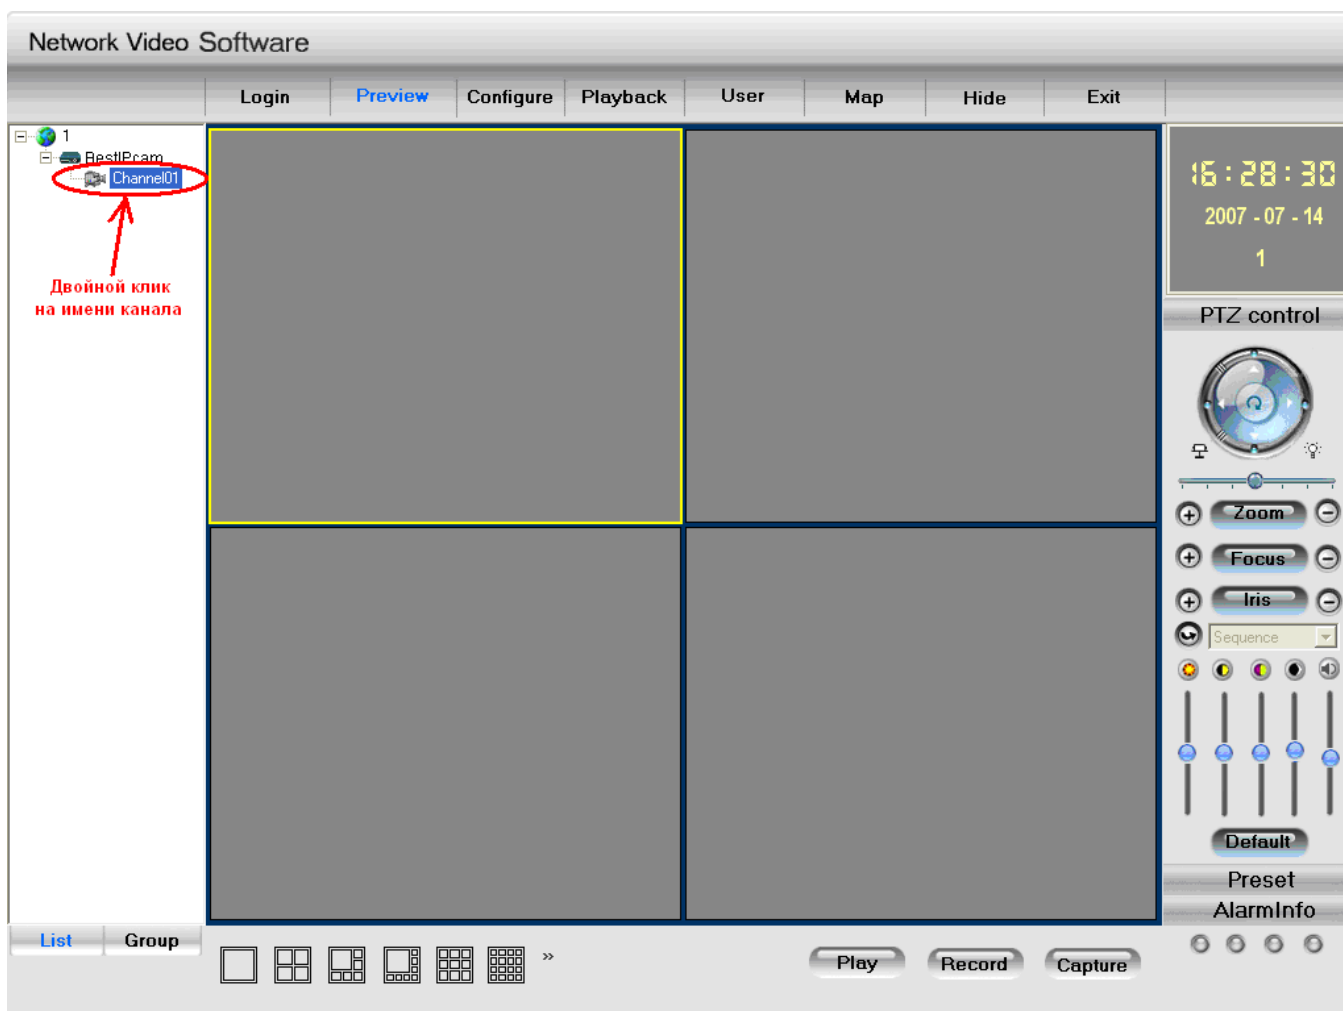 Network Video Software
Login Preview Configure Playback User Map Hide Exit
1
BestIPcam
Channel01
Двойной клик
на имени канала
16:28:30
2007 - 07 - 14
1
PTZ control
Zoom
Focus
Iris
Sequence
Default
Preset
AlarmInfo
List Group
»
Play Record Capture